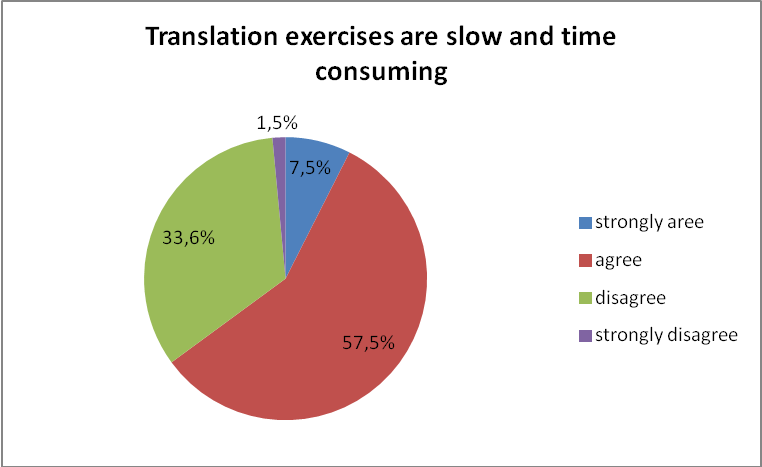 Translation exercises are slow and time
consuming
1,5%
7,5%
33,6%
57,5%
strongly aree
agree
disagree
strongly disagree